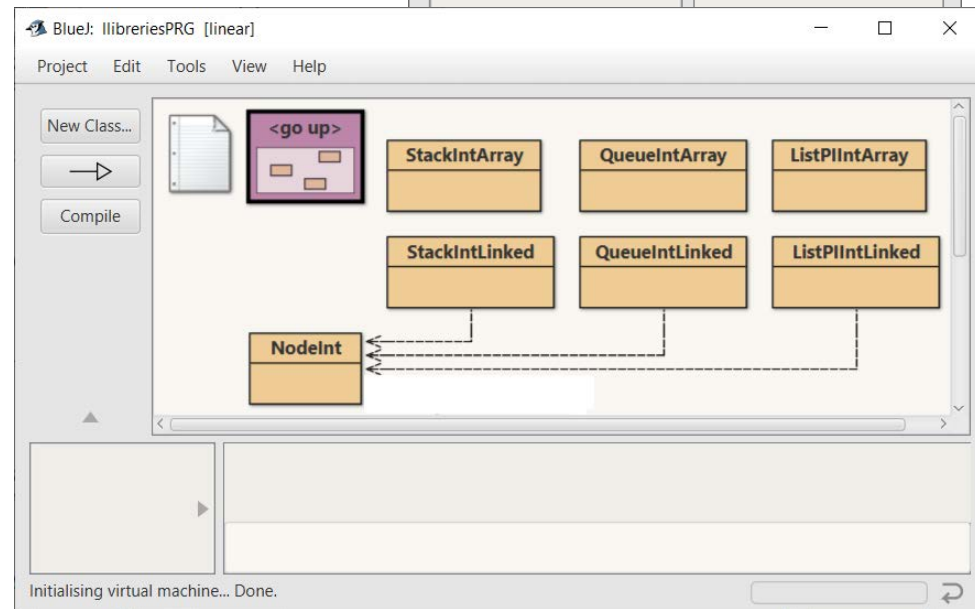 BlueJ: llibreriesPRG [linear]
Project Edit Tools View Help
New Class...
Compile
<go up>
StackIntArray QueueIntArray ListPIIntArray
StackIntLinked QueueIntLinked ListPIIntLinked
NodeInt
Initialising virtual machine... Done.